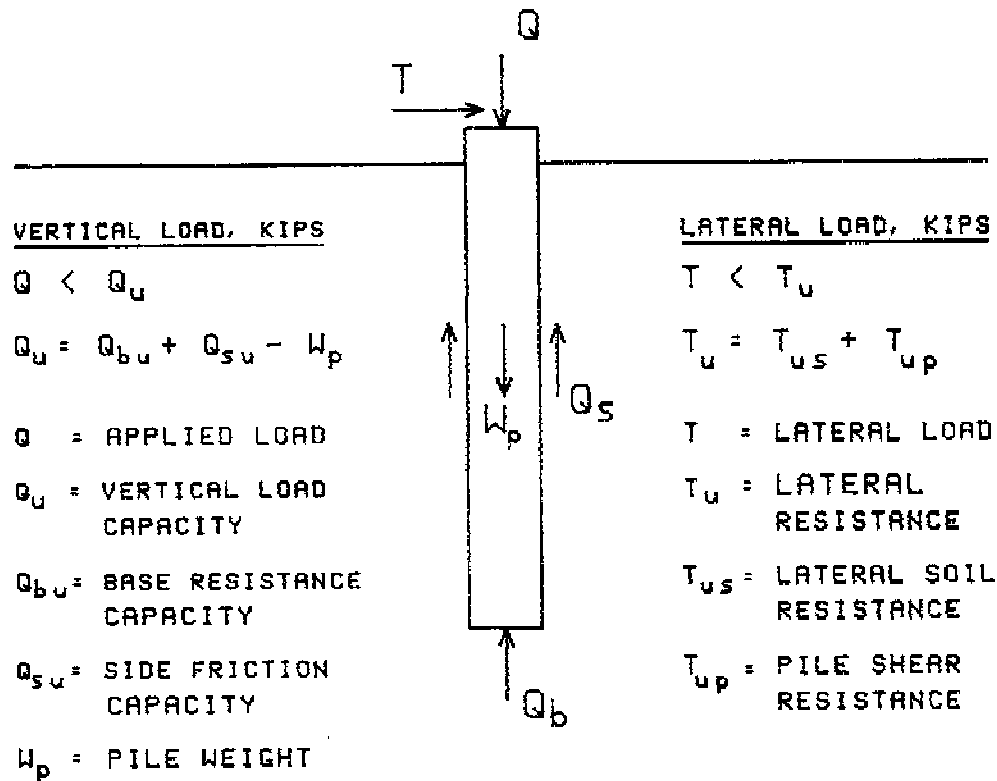 Q
T
VERTICAL LOAD, KIPS
Q < Qu
Qu = Qbu + Qsu - Wp
Q = APPLIED LOAD
Qu = VERTICAL LOAD
CAPACITY
Qbu = BASE RESISTANCE
CAPACITY
Qsu = SIDE FRICTION
CAPACITY
Wp = PILE WEIGHT
Wp
Qs
Qb
LATERAL LOAD, KIPS
T < Tu
Tu = Tus + Tup
T = LATERAL LOAD
Tu = LATERAL
RESISTANCE
Tus = LATERAL SOIL
RESISTANCE
Tup = PILE SHEAR
RESISTANCE